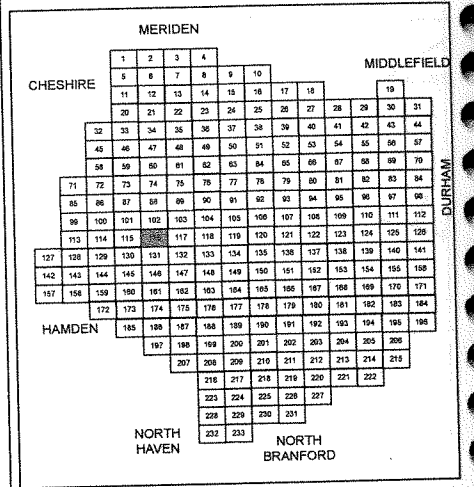 MERIDEN
1 2 3 4
5 6 7 8 9 10
CHESHIRE
MIDDLEFIELD
11 12 13 14 15 16 17 18 19
20 21 22 23 24 25 26 27 28 29 30 31
32 33 34 35 36 37 38 39 40 41 42 43 44
45 46 47 48 49 50 51 52 53 54 55 56 57
58 59 60 61 62 63 64 65 66 67 68 69 70
71 72 73 74 75 76 77 78 79 80 81 82 83 84
85 86 87 88 89 90 91 92 93 94 95 96 97 98
DURHAM
99 100 101 102 103 104 105 106 107 108 109 110 111 112
113 114 115 117 118 119 120 121 122 123 124 125 126
127 128 129 130 131 132 133 134 135 136 137 138 139 140 141
142 143 144 145 146 147 148 149 150 151 152 153 154 155 156
157 158 159 160 161 162 163 164 165 166 167 168 169 170 171
172 173 174 175 176 177 178 179 180 181 182 183 184
HAMDEN
185 186 187 188 189 190 191 192 193 194 195 196
197 198 199 200 201 202 203 204 205 206
207 208 209 210 211 212 213 214 215
216 217 218 219 220 221 222
223 224 225 226 227
228 229 230 231
232 233
NORTH
HAVEN
NORTH
BRANFORD